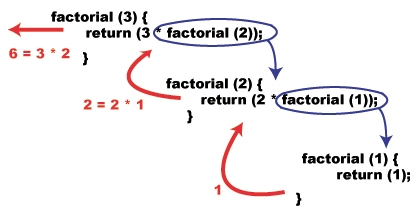 factorial (3) {
return (3 * factorial (2));
6 = 3 * 2
}
factorial (2) {
2 = 2 * 1
return (2 * factorial (1));
}
factorial (1) {
return (1);
1
}